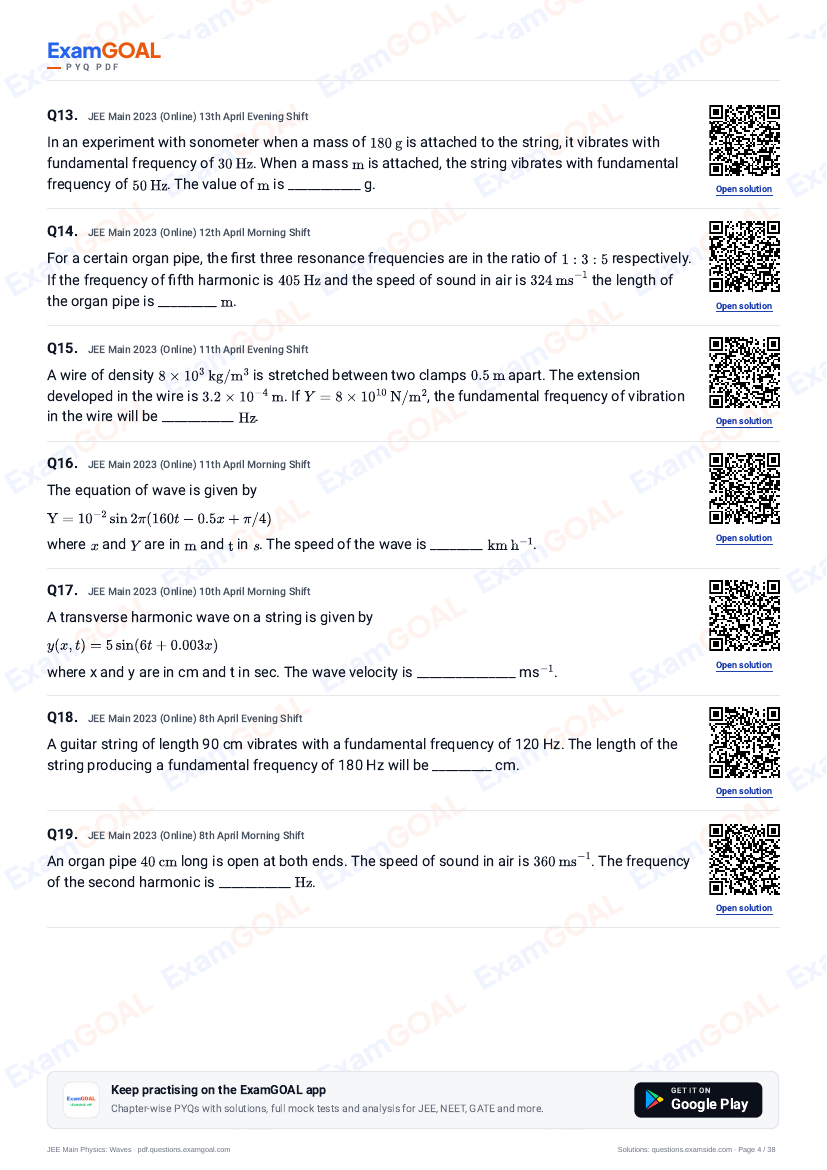 ExamGOAL
PYQ PDF
Q13. JEE Main 2023 (Online) 13th April Evening Shift
In an experiment with sonometer when a mass of 180 g is attached to the string, it vibrates with
fundamental frequency of 30 Hz. When a mass m is attached, the string vibrates with fundamental
frequency of 50 Hz. The value of m is ___________ g.
Open solution
Q14. JEE Main 2023 (Online) 12th April Morning Shift
For a certain organ pipe, the first three resonance frequencies are in the ratio of 1 : 3 : 5 respectively.
If the frequency of fifth harmonic is 405 Hz and the speed of sound in air is 324 ms⁻¹ the length of
the organ pipe is _________ m.
Open solution
Q15. JEE Main 2023 (Online) 11th April Evening Shift
A wire of density 8 × 10³ kg/m³ is stretched between two clamps 0.5 m apart. The extension
developed in the wire is 3.2 × 10⁻⁴ m. If Y = 8 × 10¹⁰ N/m², the fundamental frequency of vibration
in the wire will be ___________ Hz.
Open solution
Q16. JEE Main 2023 (Online) 11th April Morning Shift
The equation of wave is given by
Y = 10⁻² sin 2π(160t − 0.5x + π/4)
where x and Y are in m and t in s. The speed of the wave is ________ km h⁻¹.
Open solution
Q17. JEE Main 2023 (Online) 10th April Morning Shift
A transverse harmonic wave on a string is given by
y(x, t) = 5 sin(6t + 0.003x)
where x and y are in cm and t in sec. The wave velocity is _______________ ms⁻¹.
Open solution
Q18. JEE Main 2023 (Online) 8th April Evening Shift
A guitar string of length 90 cm vibrates with a fundamental frequency of 120 Hz. The length of the
string producing a fundamental frequency of 180 Hz will be _________ cm.
Open solution
Q19. JEE Main 2023 (Online) 8th April Morning Shift
An organ pipe 40 cm long is open at both ends. The speed of sound in air is 360 ms⁻¹. The frequency
of the second harmonic is ___________ Hz.
Open solution
ExamGOAL
Keep practising on the ExamGOAL app
Chapter-wise PYQs with solutions, full mock tests and analysis for JEE, NEET, GATE and more.
GET IT ON
Google Play
JEE Main Physics: Waves · pdf.questions.examgoal.com
Solutions: questions.examside.com · Page 4 / 38